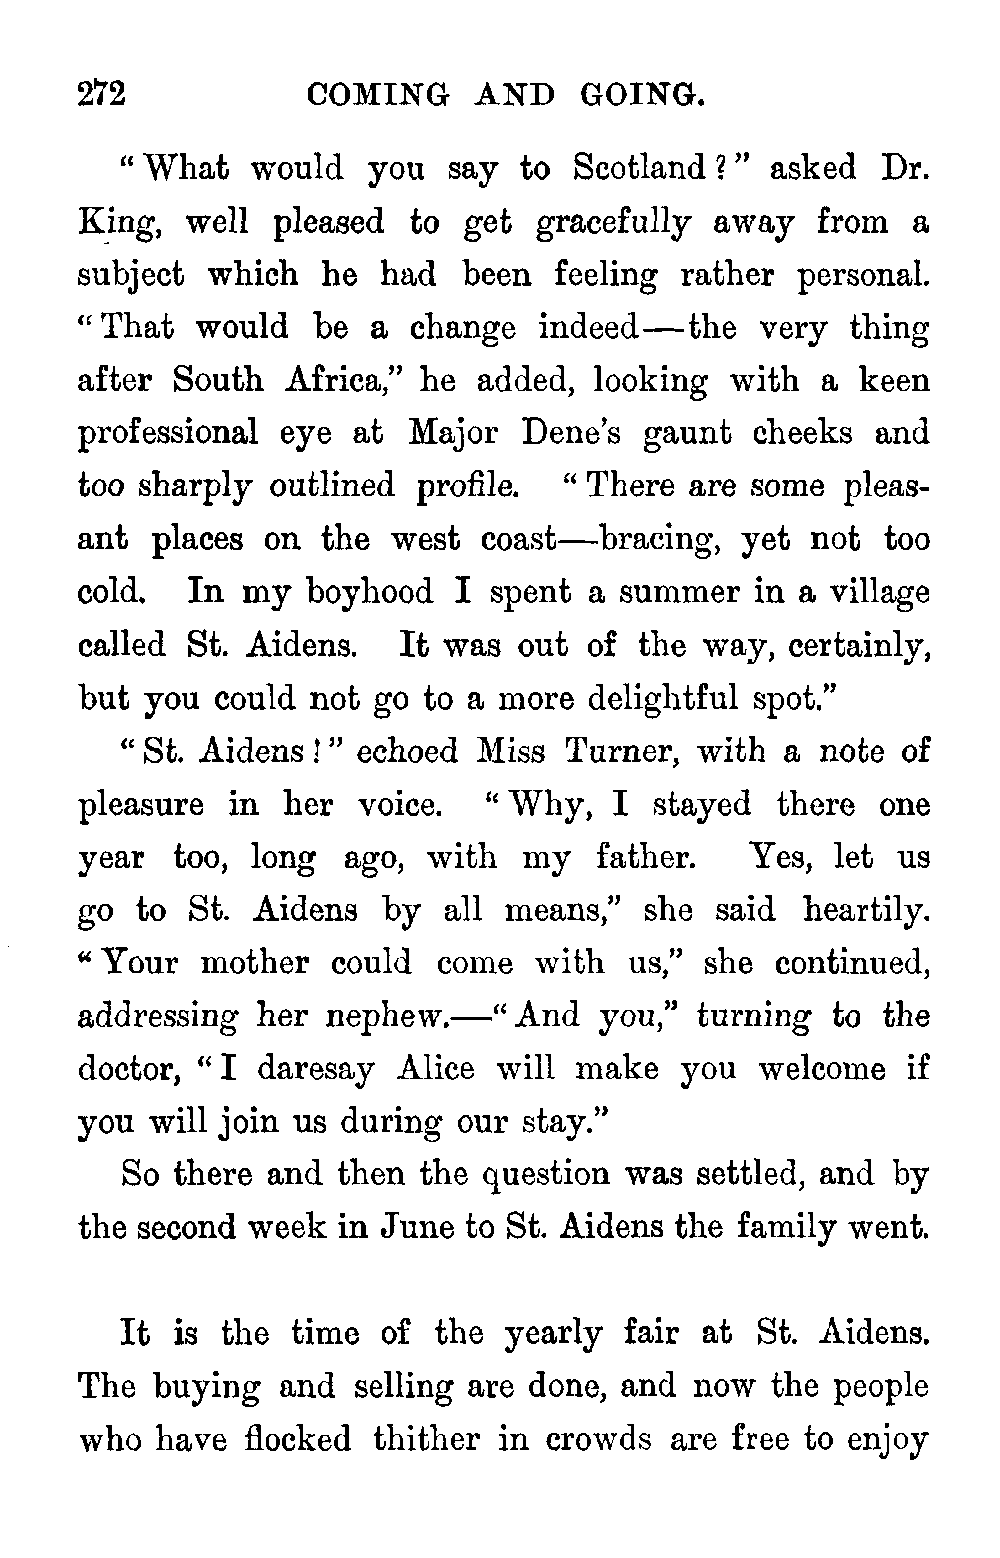 272 COMING AND GOING.
“What would you say to Scotland?” asked Dr.
King, well pleased to get gracefully away from a
subject which he had been feeling rather personal.
“That would be a change indeed—the very thing
after South Africa,” he added, looking with a keen
professional eye at Major Dene’s gaunt cheeks and
too sharply outlined profile. “There are some pleas-
ant places on the west coast—bracing, yet not too
cold. In my boyhood I spent a summer in a village
called St. Aidens. It was out of the way, certainly,
but you could not go to a more delightful spot.”
“St. Aidens!” echoed Miss Turner, with a note of
pleasure in her voice. “Why, I stayed there one
year too, long ago, with my father. Yes, let us
go to St. Aidens by all means,” she said heartily.
“Your mother could come with us,” she continued,
addressing her nephew.—“And you,” turning to the
doctor, “I daresay Alice will make you welcome if
you will join us during our stay.”
So there and then the question was settled, and by
the second week in June to St. Aidens the family went.
It is the time of the yearly fair at St. Aidens.
The buying and selling are done, and now the people
who have flocked thither in crowds are free to enjoy